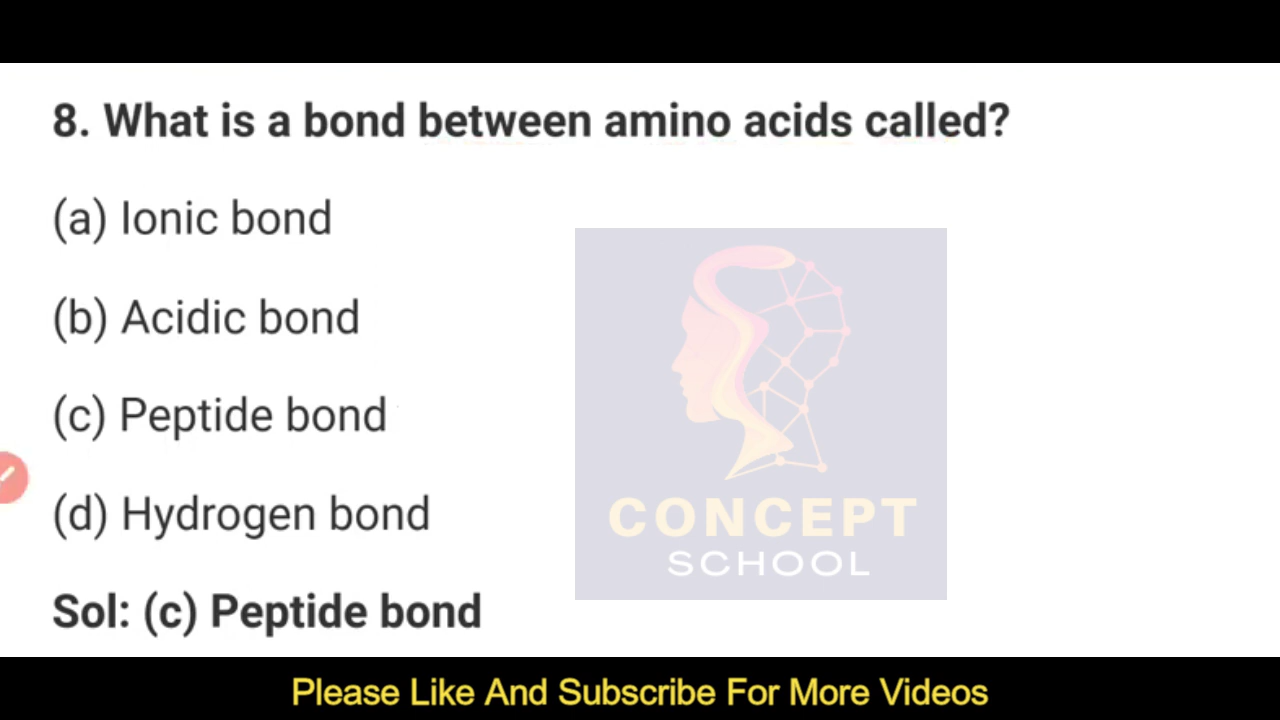 8. What is a bond between amino acids called?
(a) Ionic bond
(b) Acidic bond
(c) Peptide bond
(d) Hydrogen bond
Sol: (c) Peptide bond
CONCEPT
SCHOOL
Please Like And Subscribe For More Videos